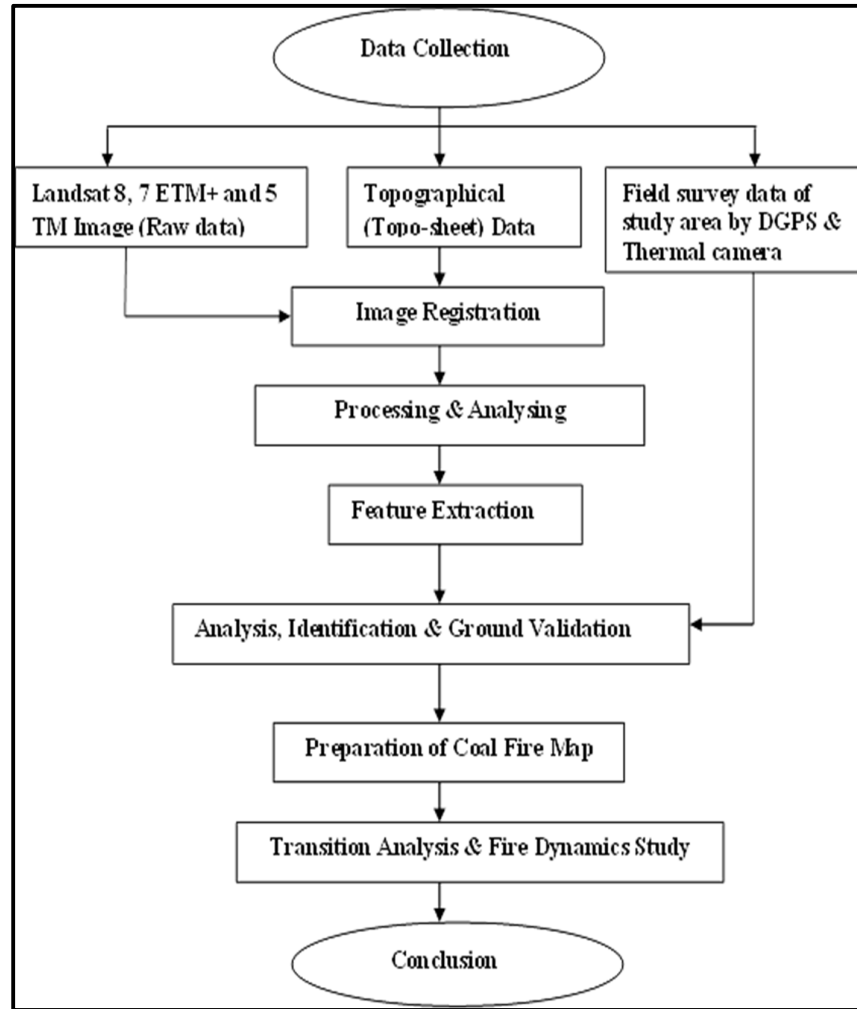 Data Collection
Landsat 8, 7 ETM+ and 5
TM Image (Raw data)
Topographical
(Topo-sheet) Data
Field survey data of
study area by DGPS &
Thermal camera
Image Registration
Processing & Analysing
Feature Extraction
Analysis, Identification & Ground Validation
Preparation of Coal Fire Map
Transition Analysis & Fire Dynamics Study
Conclusion